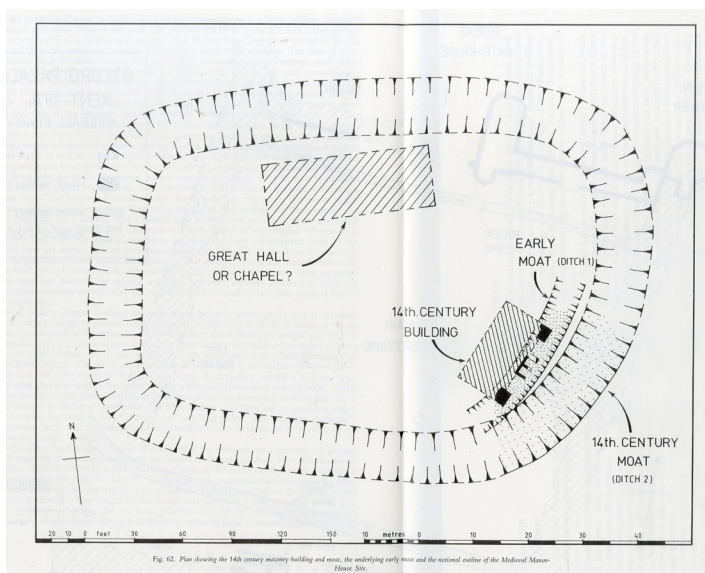 GREAT HALL
OR CHAPEL?
EARLY
MOAT (DITCH 1)
14th. CENTURY
BUILDING
14th. CENTURY
MOAT
(DITCH 2)
N
20 10 0 feet 30 60 90 120 150 10 metres 0 10 20 30 40 50
Fig. 62. Plan showing the 14th century masonry building and moat, the underlying early moat and the notional outline of the Medieval Manor-
House Site.